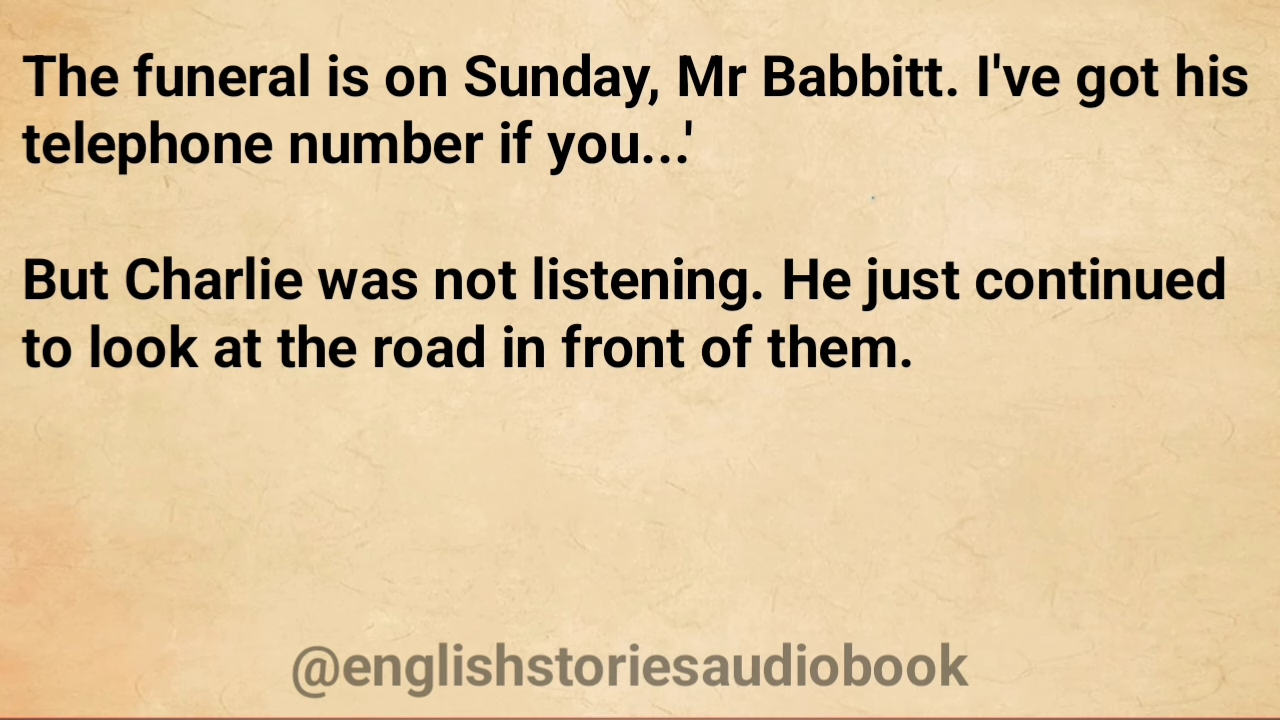 The funeral is on Sunday, Mr Babbitt. I've got his
telephone number if you...'
But Charlie was not listening. He just continued
to look at the road in front of them.
@englishstoriesaudiobook